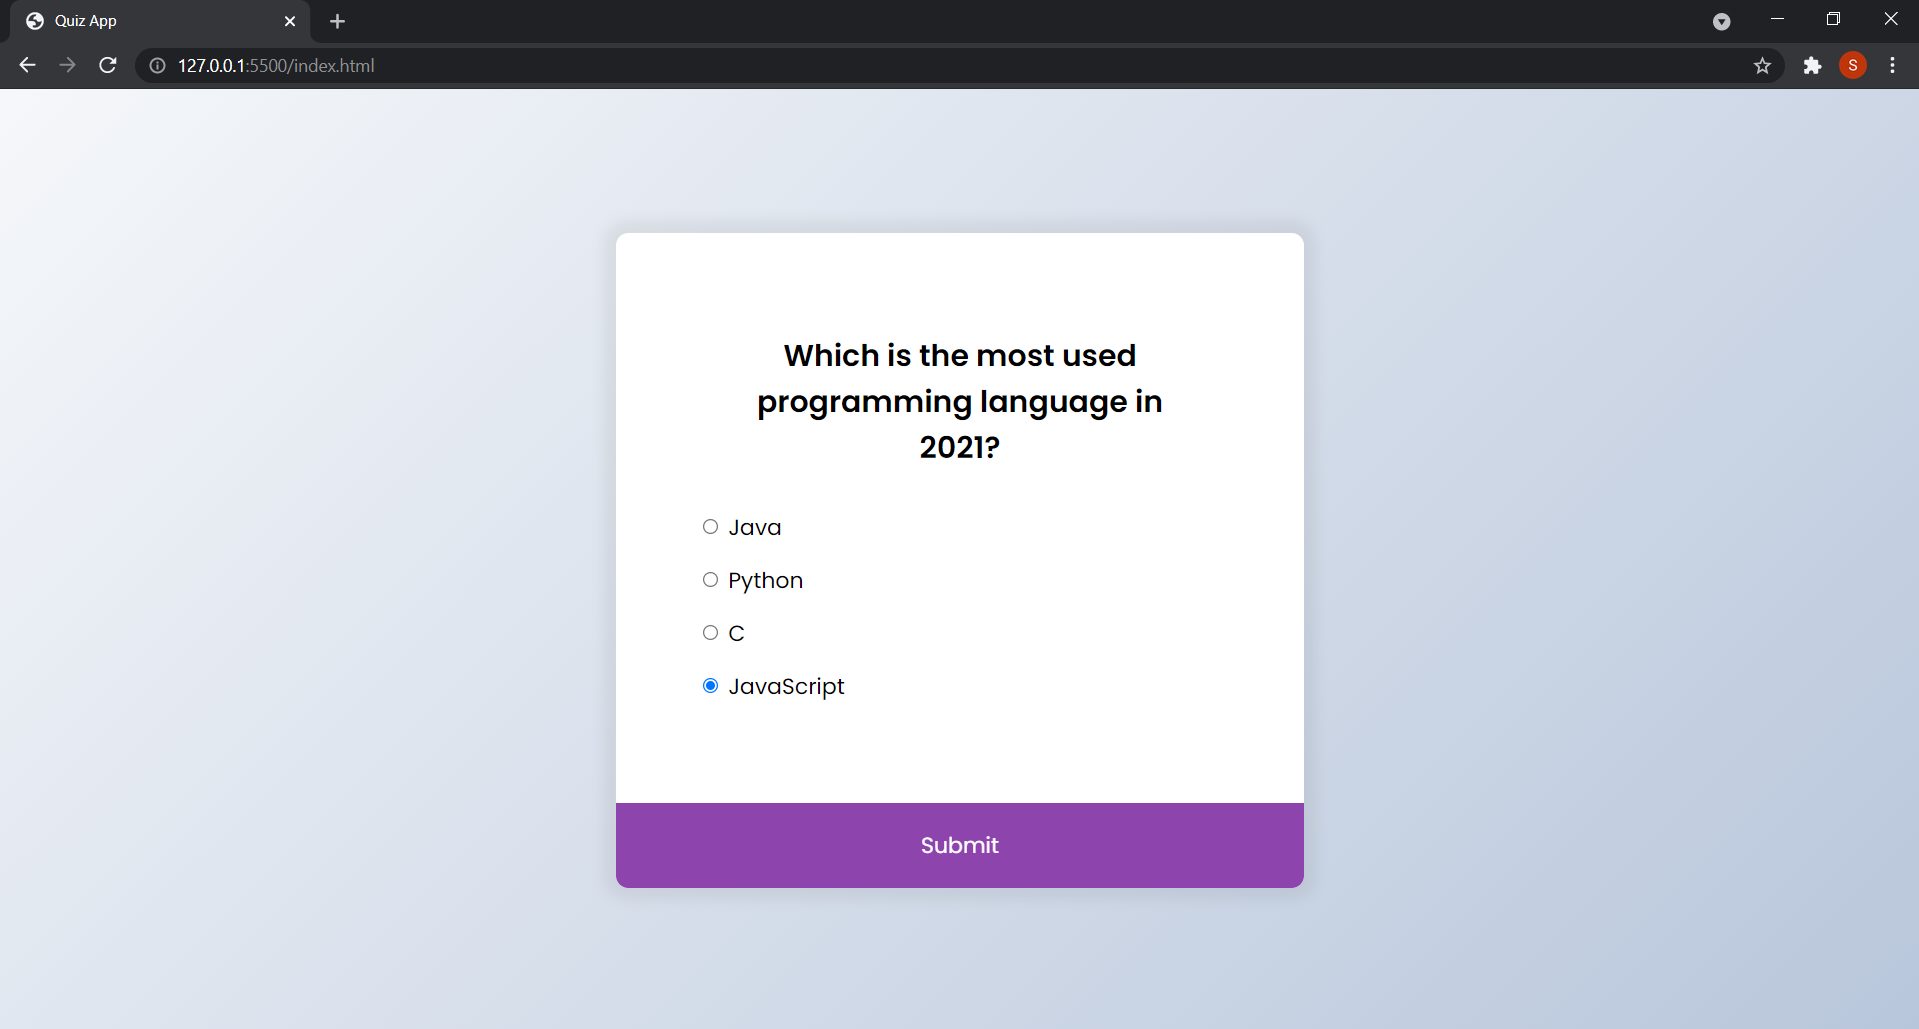 Quiz App
127.0.0.1:5500/index.html
S
Which is the most used
programming language in
2021?
Java
Python
C
JavaScript
Submit